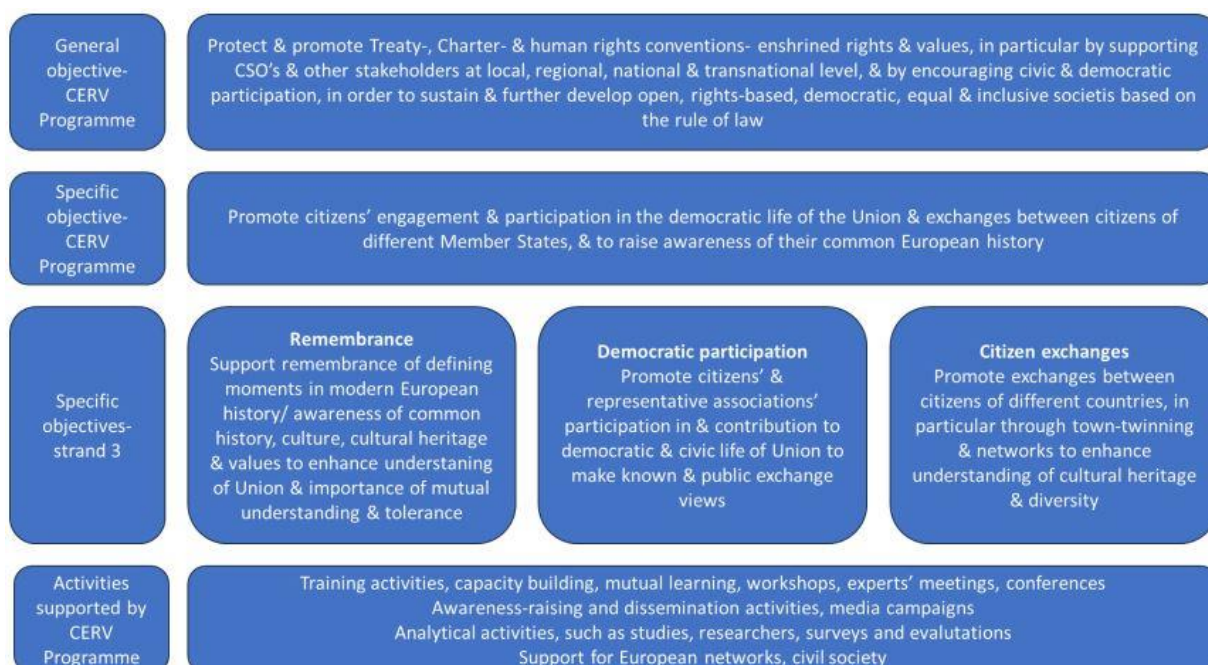 General
objective-
CERV
Programme
Protect & promote Treaty-, Charter- & human rights conventions- enshrined rights & values, in particular by supporting
CSO's & other stakeholders at local, regional, national & transnational level, & by encouraging civic & democratic
participation, in order to sustain & further develop open, rights-based, democratic, equal & inclusive societis based on
the rule of law
Specific
objective-
CERV
Programme
Promote citizens' engagement & participation in the democratic life of the Union & exchanges between citizens of
different Member States, & to raise awareness of their common European history
Specific
objectives-
strand 3
Remembrance
Support remembrance of defining
moments in modern European
history/ awareness of common
history, culture, cultural heritage
& values to enhance understaning
of Union & importance of mutual
understanding & tolerance
Democratic participation
Promote citizens' &
representative associations'
participation in & contribution to
democratic & civic life of Union to
make known & public exchange
views
Citizen exchanges
Promote exchanges between
citizens of different countries, in
particular through town-twinning
& networks to enhance
understanding of cultural heritage
& diversity
Activities
supported by
CERV
Programme
Training activities, capacity building, mutual learning, workshops, experts' meetings, conferences
Awareness-raising and dissemination activities, media campaigns
Analytical activities, such as studies, researchers, surveys and evalutations
Support for European networks, civil society